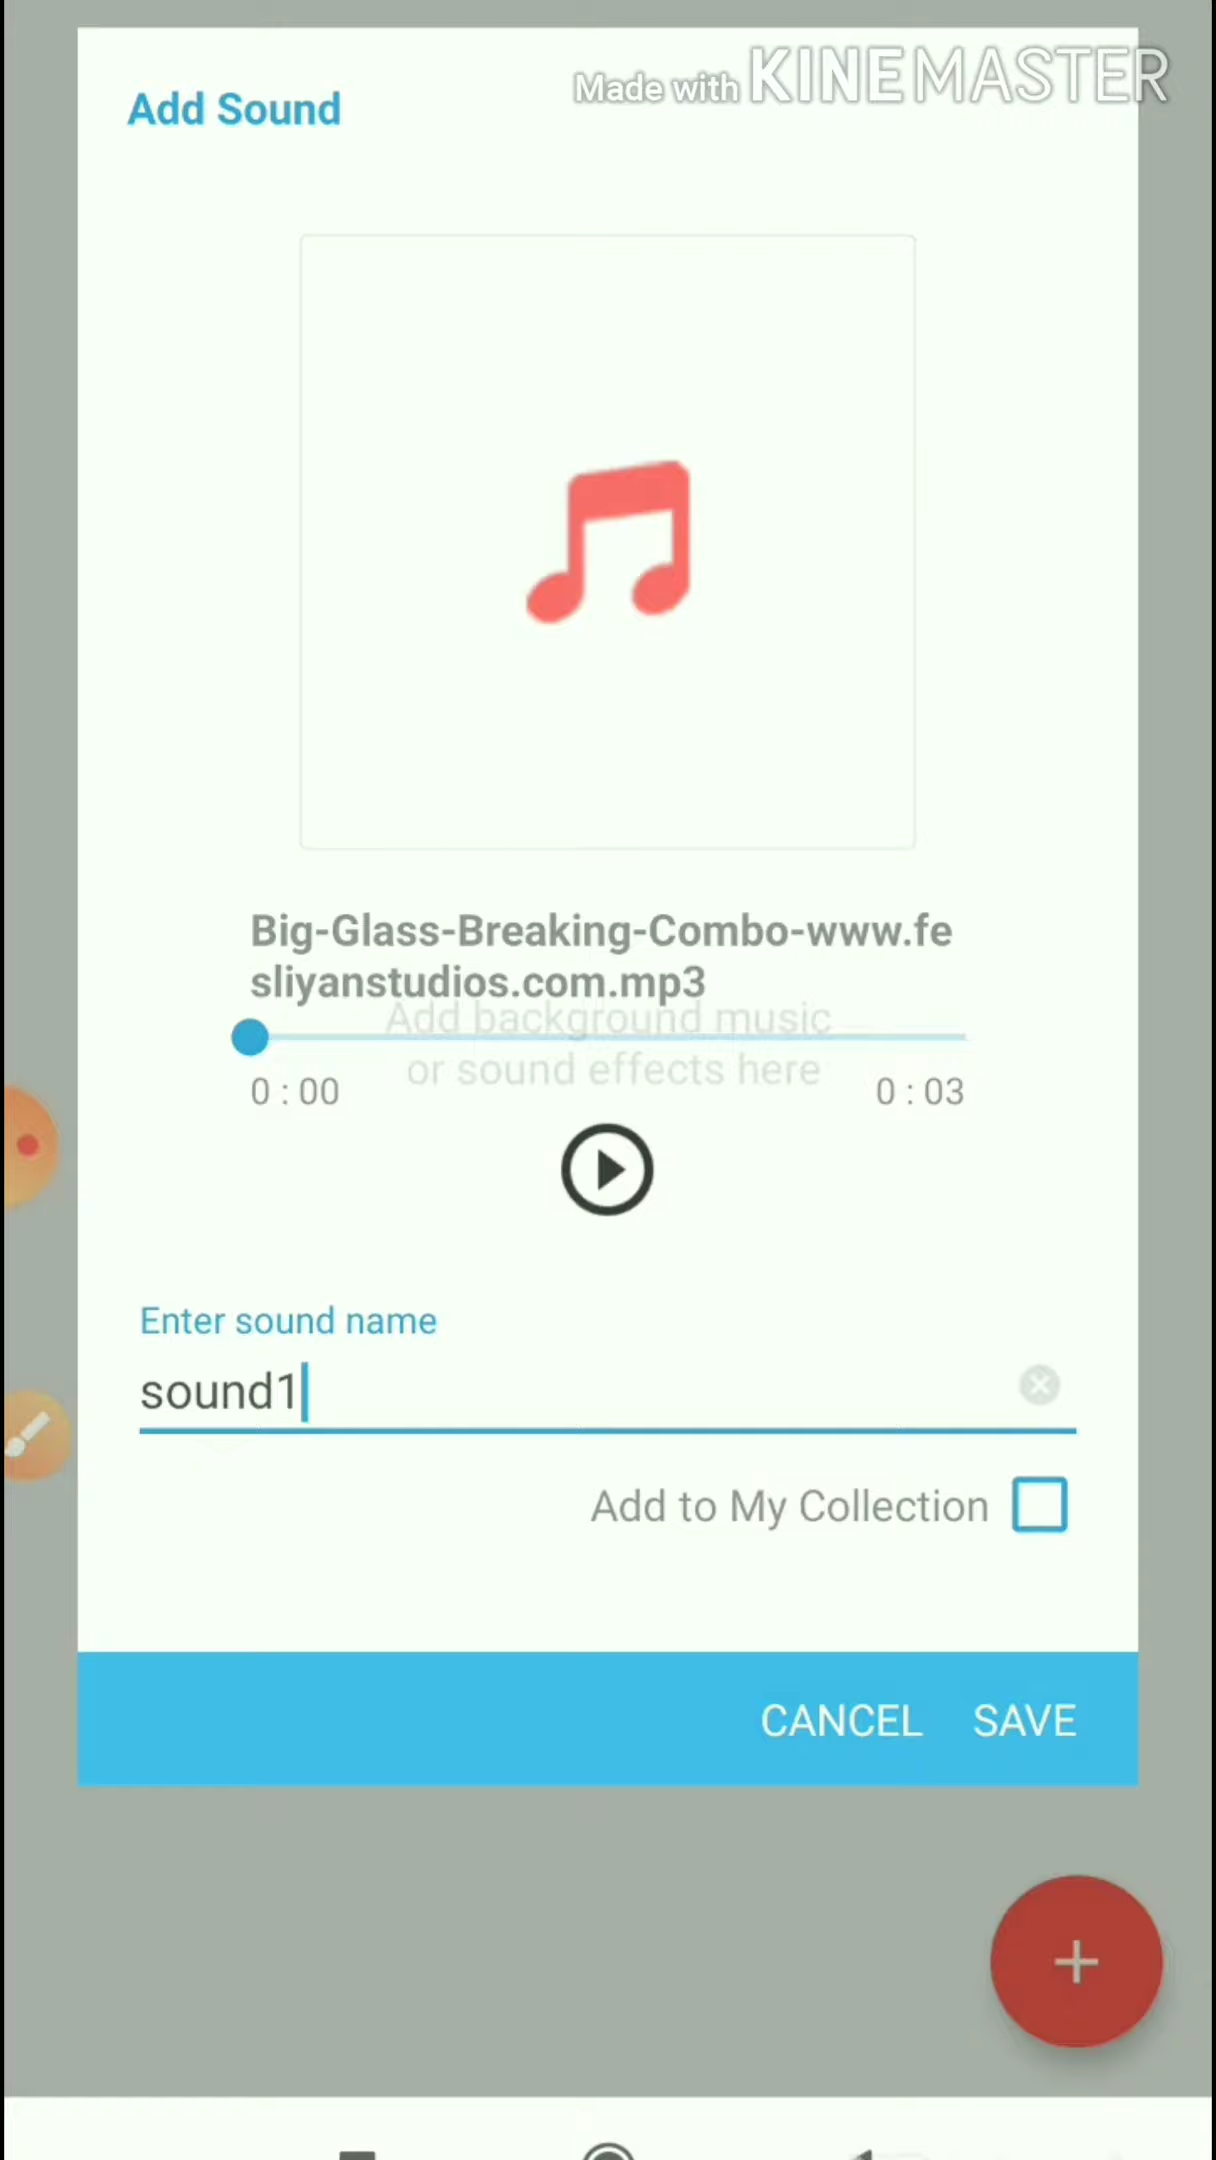 Made with KINEMASTER
Add Sound
Big-Glass-Breaking-Combo-www.fe
sliyanstudios.com.mp3
Add background music
or sound effects here
0 : 00
0 : 03
Enter sound name
sound1
Add to My Collection
CANCEL SAVE